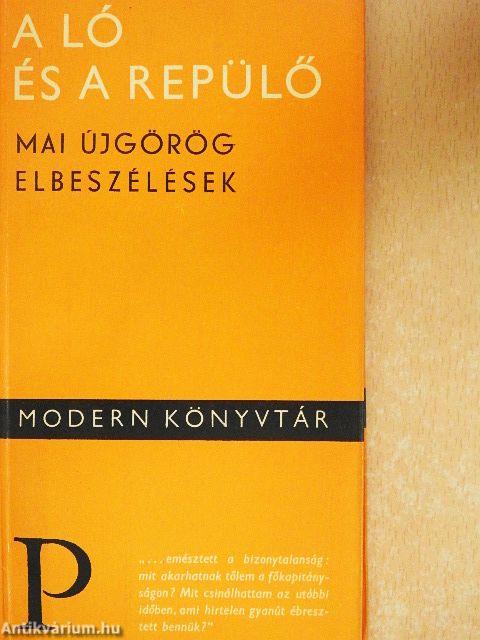 A LÓ
ÉS A REPÜLŐ
MAI ÚJGÖRÖG
ELBESZÉLÉSEK
MODERN KÖNYVTÁR
P
„...emésztett a bizonytalanság:
mit akarhatnak tőlem a főkapitány-
ságon? Mit csinálhattam az utóbbi
időben, ami hirtelen gyanút ébresz-
tett bennük?"
Antikvárium.hu